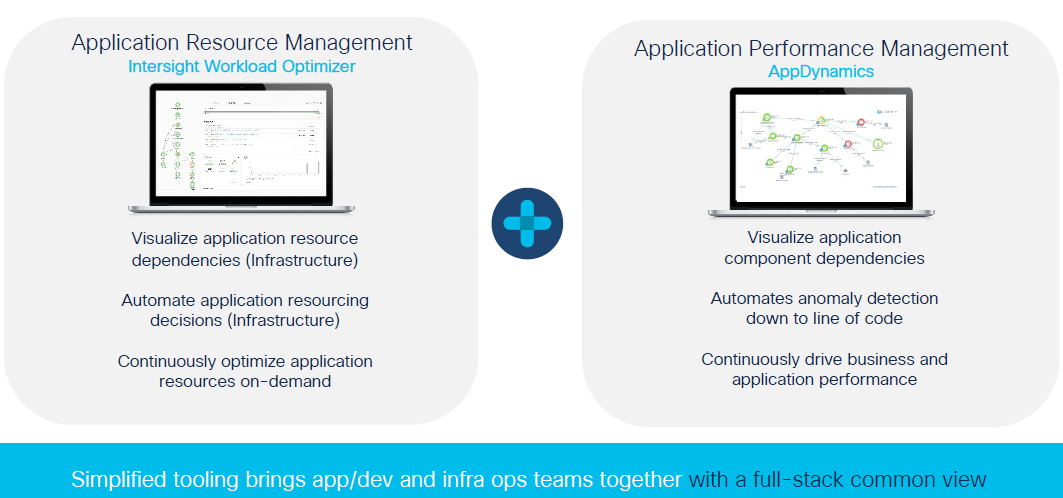 Application Resource Management
Intersight Workload Optimizer
Visualize application resource
dependencies (Infrastructure)
Automate application resourcing
decisions (Infrastructure)
Continuously optimize application
resources on-demand
Application Performance Management
AppDynamics
Visualize application
component dependencies
Automates anomaly detection
down to line of code
Continuously drive business and
application performance
Simplified tooling brings app/dev and infra ops teams together with a full-stack common view